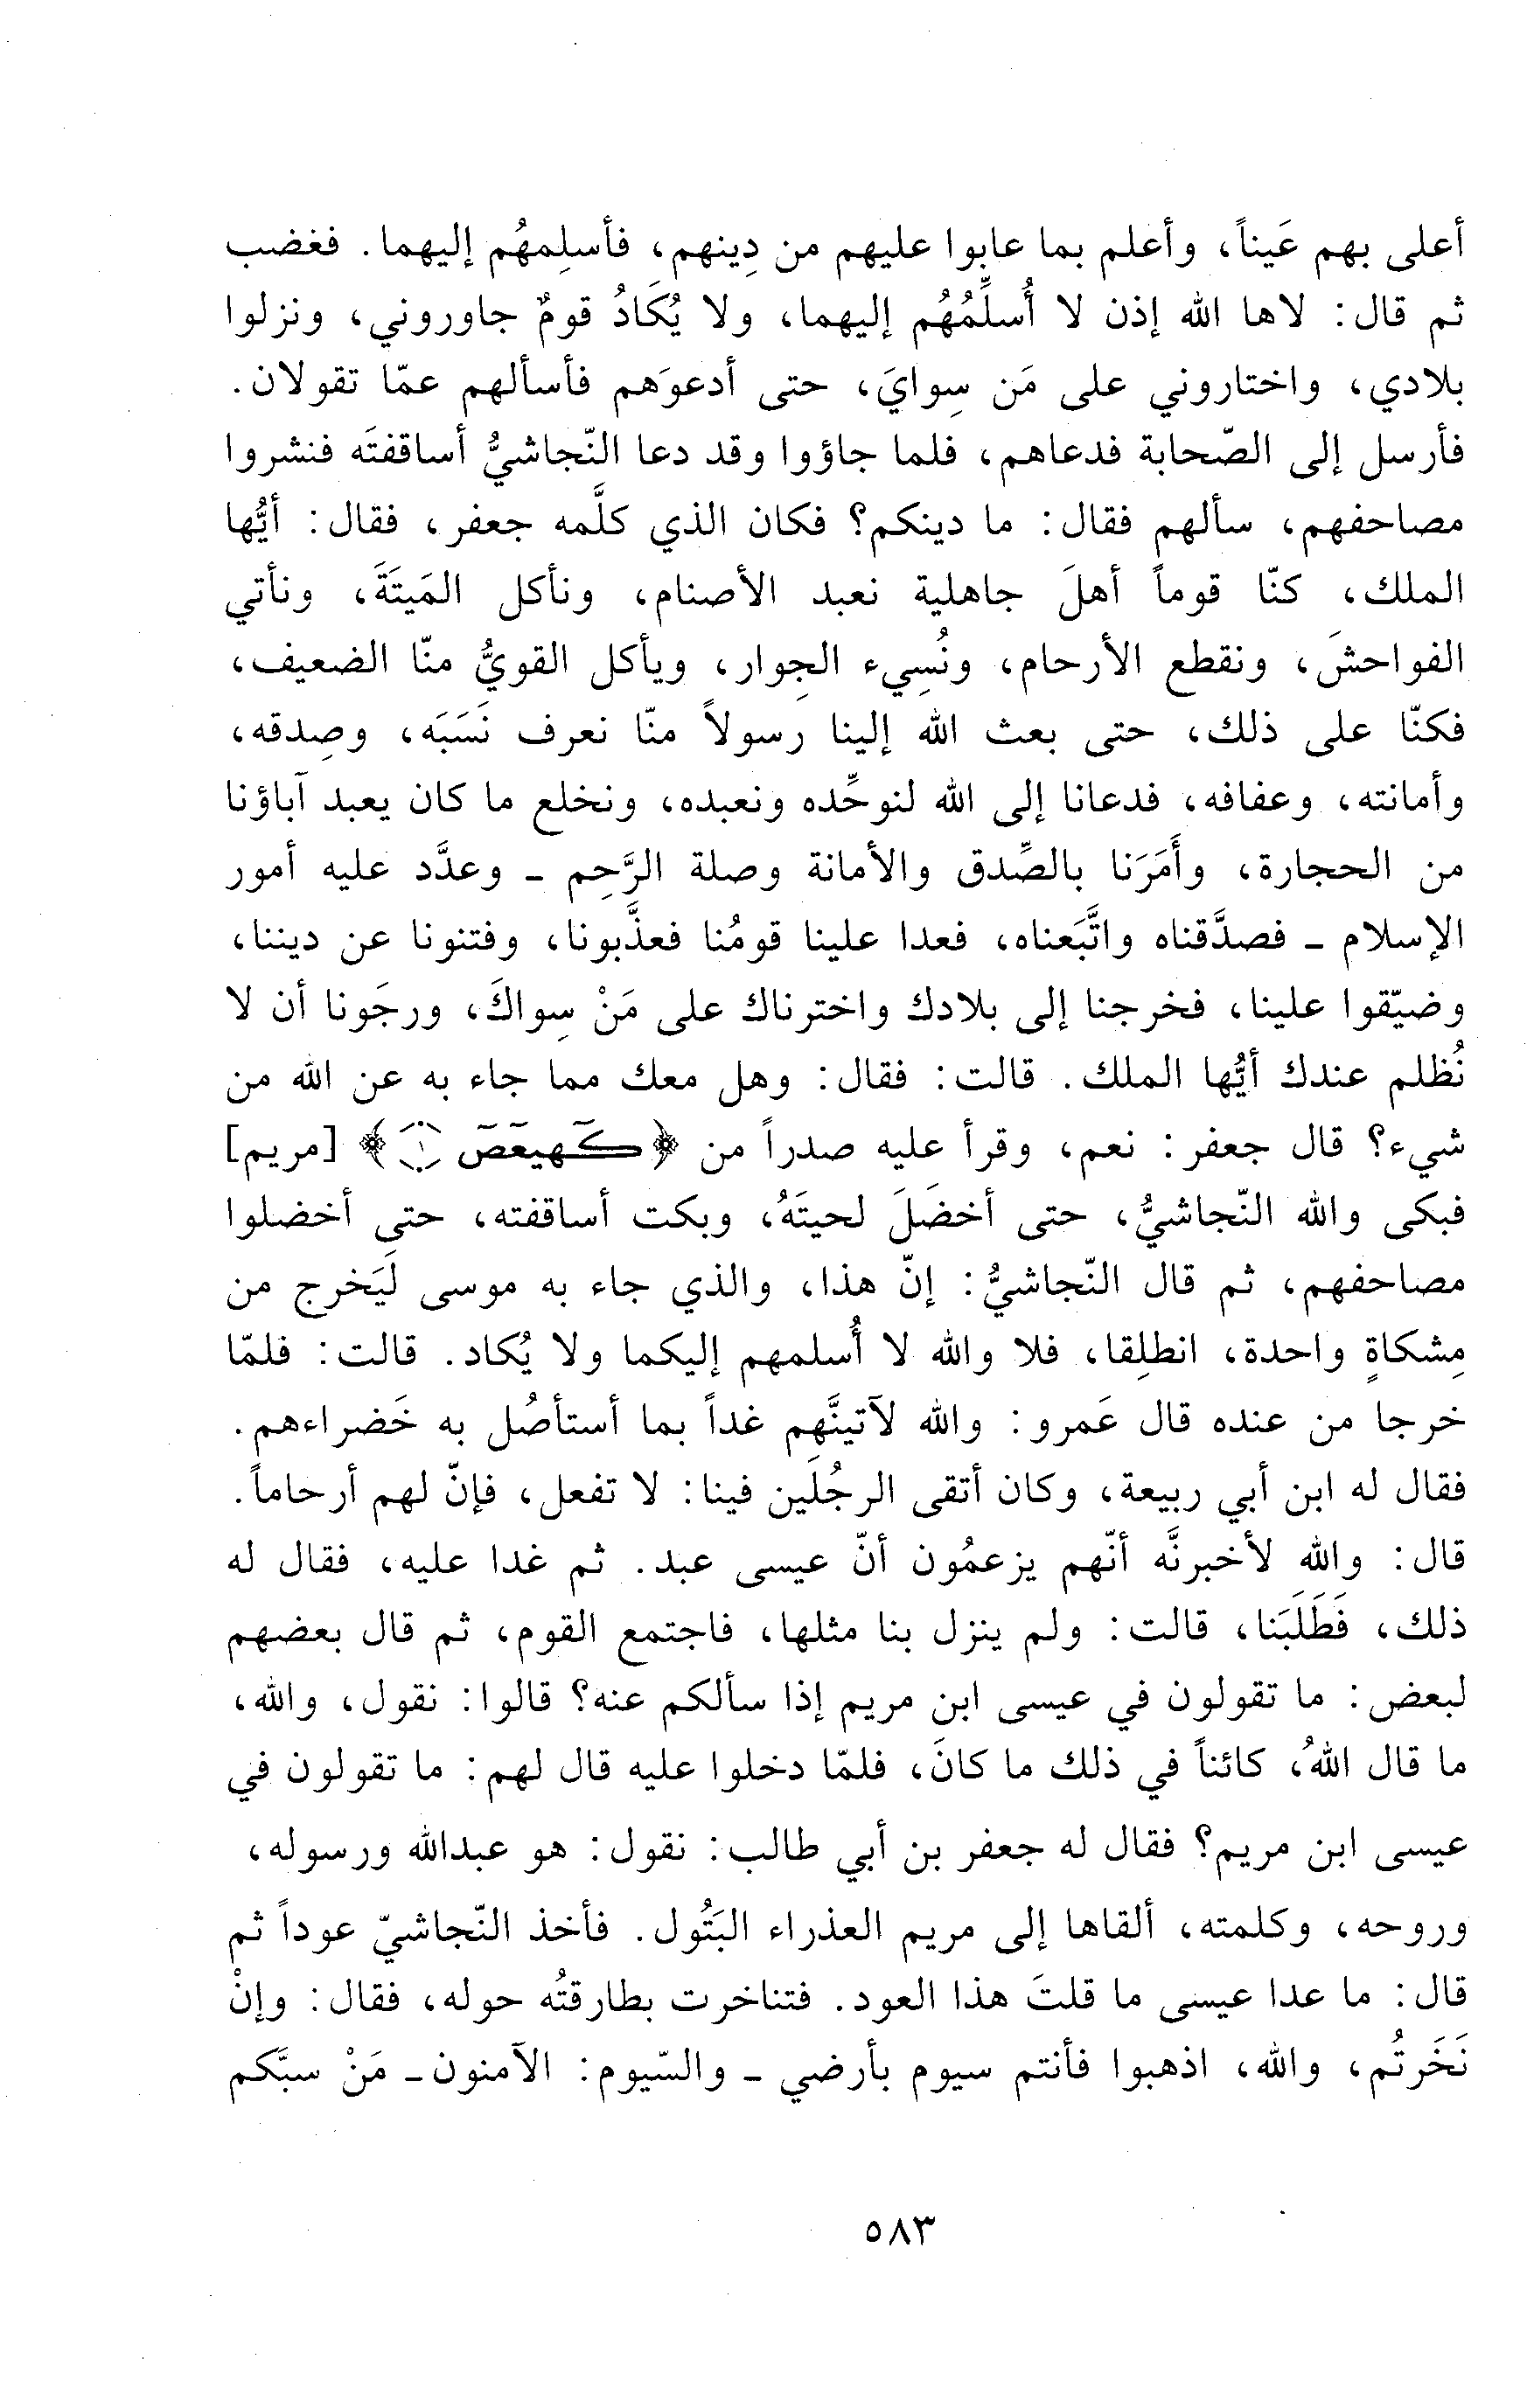 أعلى بهم عَيناً، وأعلم بما عابوا عليهم من دِينهم، فأسلِمهُم إليهما. فغضب
ثم قال: لاها الله إذن لا أُسلِّمُهُم إليهما، ولا يُكَادُ قومٌ جاوروني، ونزلوا
بلادي، واختاروني على مَن سِوايَ، حتى أدعوَهم فأسألهم عمّا تقولان.
فأرسل إلى الصّحابة فدعاهم، فلما جاؤوا وقد دعا النّجاشيُّ أساقفتَه فنشروا
مصاحفهم، سألهم فقال: ما دينكم؟ فكان الذي كلَّمه جعفر، فقال: أيُّها
الملك، كنّا قوماً أهلَ جاهلية نعبد الأصنام، ونأكل المَيتَةَ، ونأتي
الفواحشَ، ونقطع الأرحام، ونُسِيء الجِوار، ويأكل القويُّ منّا الضعيف،
فكنّا على ذلك، حتى بعث الله إلينا رسولاً منّا نعرف نَسَبَه، وصِدقه،
وأمانته، وعفافه، فدعانا إلى الله لنوحِّده ونعبده، ونخلع ما كان يعبد آباؤنا
من الحجارة، وأَمَرَنا بالصِّدق والأمانة وصلة الرَّحِم - وعدَّد عليه أمور
الإسلام - فصدَّقناه واتَّبَعناه، فعدا علينا قومُنا فعذَّبونا، وفتنونا عن ديننا،
وضيّقوا علينا، فخرجنا إلى بلادك واخترناك على مَنْ سِواكَ، ورجَونا أن لا
نُظلم عندك أيُّها الملك. قالت: فقال: وهل معك مما جاء به عن الله من
شيء؟ قال جعفر: نعم، وقرأ عليه صدراً من ﴿كٓهيعٓصٓ ۝١﴾ [مريم]
فبكى والله النّجاشيُّ، حتى أخضَلَ لحيتَهُ، وبكت أساقفته، حتى أخضلوا
مصاحفهم، ثم قال النّجاشيُّ: إنّ هذا، والذي جاء به موسى لَيَخرج من
مِشكاةٍ واحدة، انطلِقا، فلا والله لا أُسلمهم إليكما ولا يُكاد. قالت: فلمّا
خرجا من عنده قال عَمرو: والله لآتينَّهِم غداً بما أستأصُل به خَضراءهم.
فقال له ابن أبي ربيعة، وكان أتقى الرجُلَين فينا: لا تفعل، فإنّ لهم أرحاماً.
قال: والله لأخبرنَّه أنّهم يزعمُون أنّ عيسى عبد. ثم غدا عليه، فقال له
ذلك، فَطَلَبَنا، قالت: ولم ينزل بنا مثلها، فاجتمع القوم، ثم قال بعضهم
لبعض: ما تقولون في عيسى ابن مريم إذا سألكم عنه؟ قالوا: نقول، والله،
ما قال اللهُ، كائناً في ذلك ما كانَ، فلمّا دخلوا عليه قال لهم: ما تقولون في
عيسى ابن مريم؟ فقال له جعفر بن أبي طالب: نقول: هو عبدالله ورسوله،
وروحه، وكلمته، ألقاها إلى مريم العذراء البَتُول. فأخذ النّجاشيّ عوداً ثم
قال: ما عدا عيسى ما قلتَ هذا العود. فتناخرت بطارقتُه حوله، فقال: وإنْ
نَخَرتُم، والله، اذهبوا فأنتم سيوم بأرضي - والسّيوم: الآمنون - مَنْ سبَّكم
٥٨٣